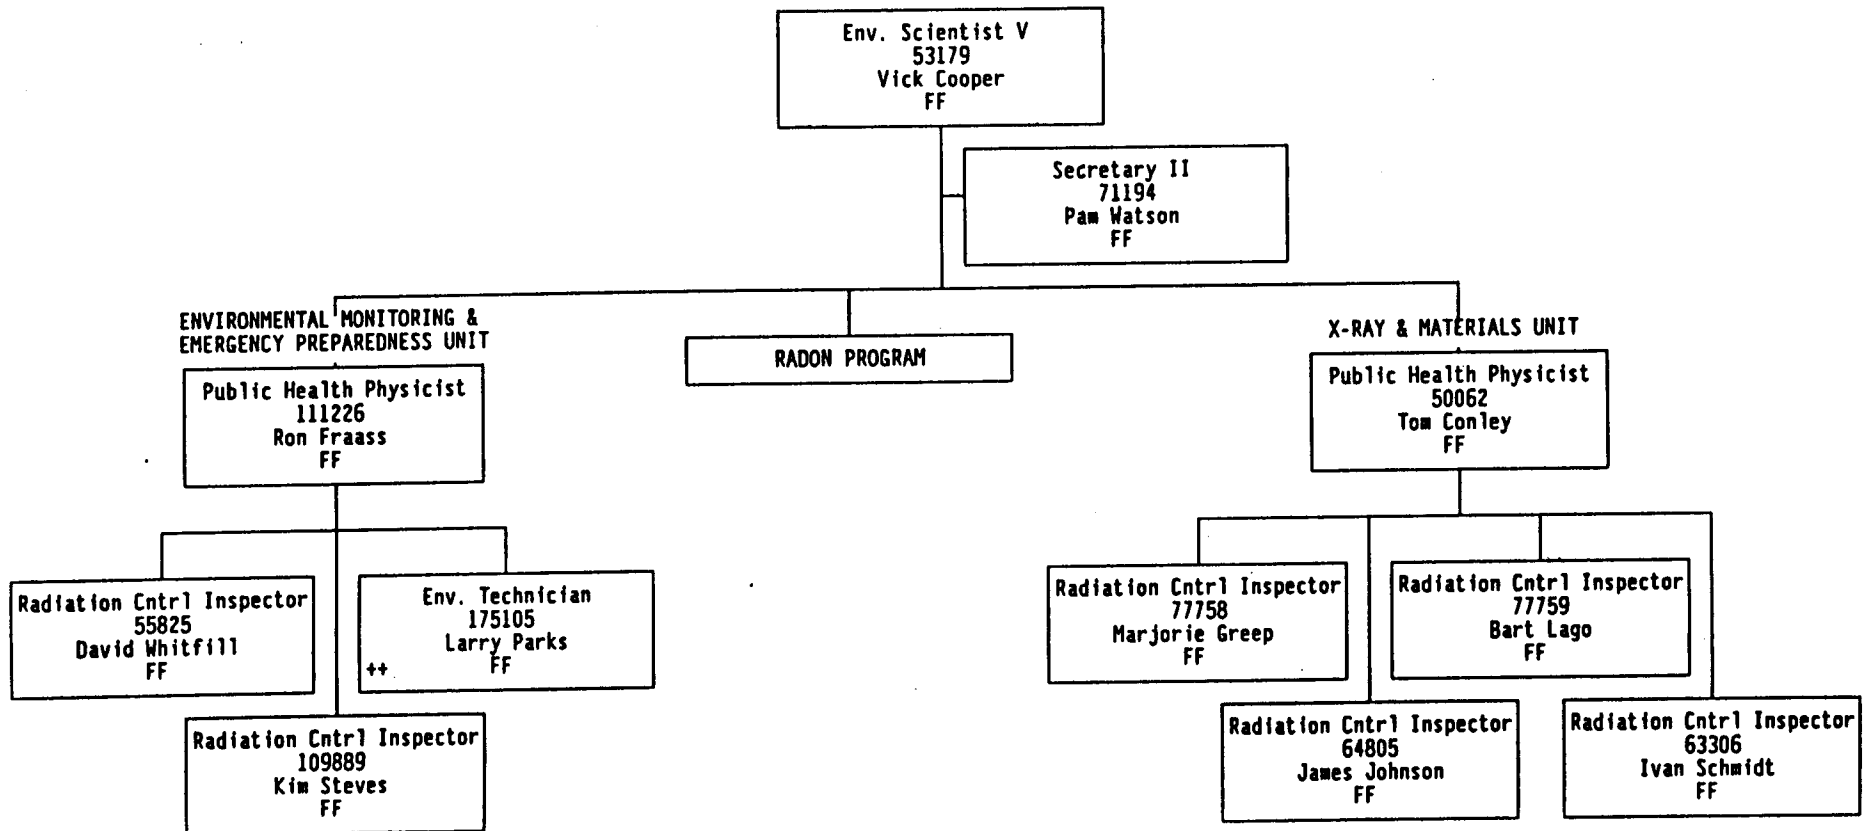 Env. Scientist V
53179
Vick Cooper
FF
Secretary II
71194
Pam Watson
FF
ENVIRONMENTAL MONITORING &
EMERGENCY PREPAREDNESS UNIT
Public Health Physicist
111226
Ron Fraass
FF
RADON PROGRAM
X-RAY & MATERIALS UNIT
Public Health Physicist
50062
Tom Conley
FF
Radiation Cntrl Inspector
55825
David Whitfill
FF
Env. Technician
175105
Larry Parks
++ FF
Radiation Cntrl Inspector
109889
Kim Steves
FF
Radiation Cntrl Inspector
77758
Marjorie Greep
FF
Radiation Cntrl Inspector
77759
Bart Lago
FF
Radiation Cntrl Inspector
64805
James Johnson
FF
Radiation Cntrl Inspector
63306
Ivan Schmidt
FF